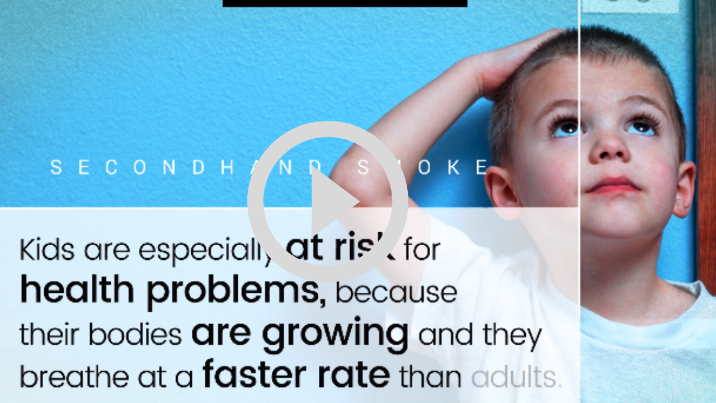 SECONDHAND SMOKE
Kids are especially at risk for
health problems, because
their bodies are growing and they
breathe at a faster rate than adults.